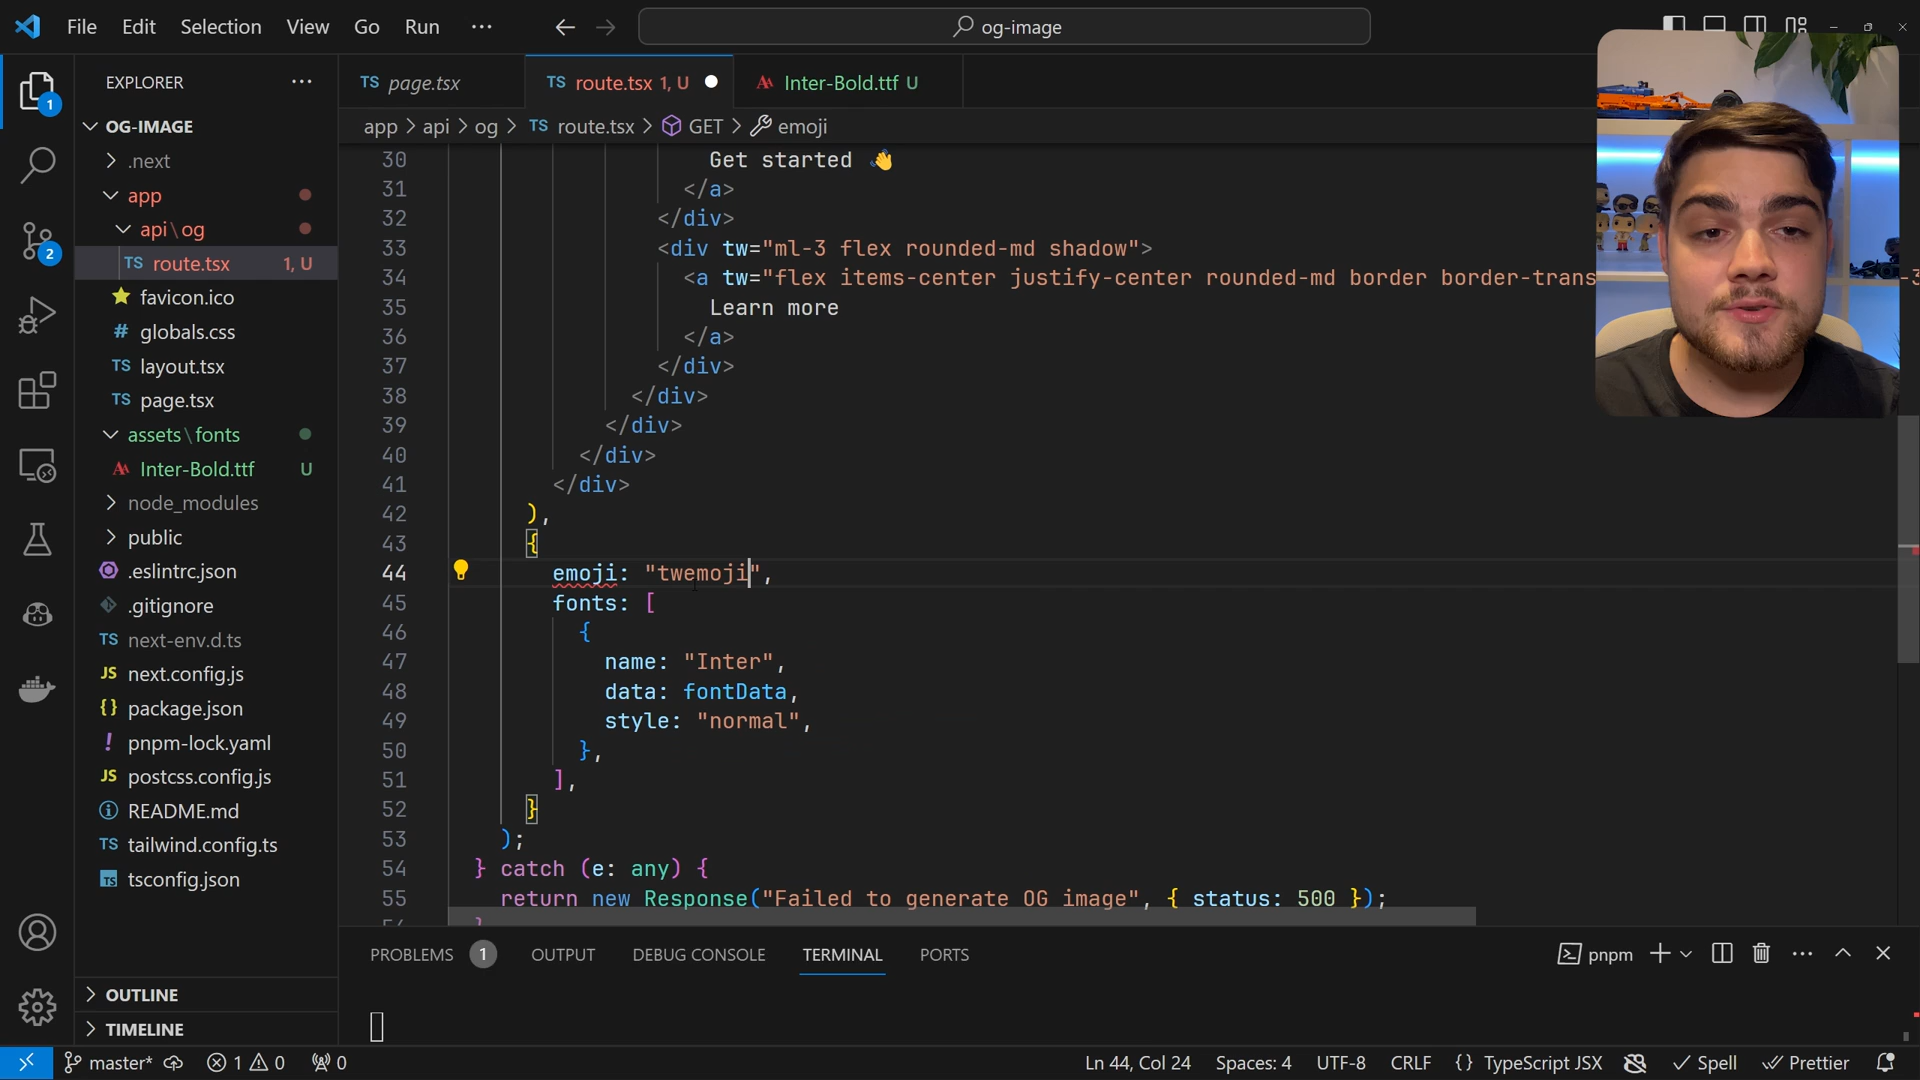 File Edit Selection View Go Run ···
og-image
EXPLORER ···
TS page.tsx
TS route.tsx 1, U
Inter-Bold.ttf U
app > api > og > TS route.tsx > GET > emoji
1
2
OG-IMAGE
.next
app
api\og
TS route.tsx 1, U
favicon.ico
# globals.css
TS layout.tsx
TS page.tsx
assets\fonts
Inter-Bold.ttf U
node_modules
public
.eslintrc.json
.gitignore
TS next-env.d.ts
JS next.config.js
{} package.json
! pnpm-lock.yaml
JS postcss.config.js
README.md
TS tailwind.config.ts
tsconfig.json
OUTLINE
TIMELINE
30 Get started 👋
31 </a>
32 </div>
33 <div tw="ml-3 flex rounded-md shadow">
34 <a tw="flex items-center justify-center rounded-md border border-trans
35 Learn more
36 </a>
37 </div>
38 </div>
39 </div>
40 </div>
41 </div>
42 ),
43 {
44 emoji: "twemoji",
45 fonts: [
46 {
47 name: "Inter",
48 data: fontData,
49 style: "normal",
50 },
51 ],
52 }
53 );
54 } catch (e: any) {
55 return new Response("Failed to generate OG image", { status: 500 });
PROBLEMS 1 OUTPUT DEBUG CONSOLE TERMINAL PORTS
pnpm
master* 1 0 0
Ln 44, Col 24 Spaces: 4 UTF-8 CRLF {} TypeScript JSX Spell Prettier